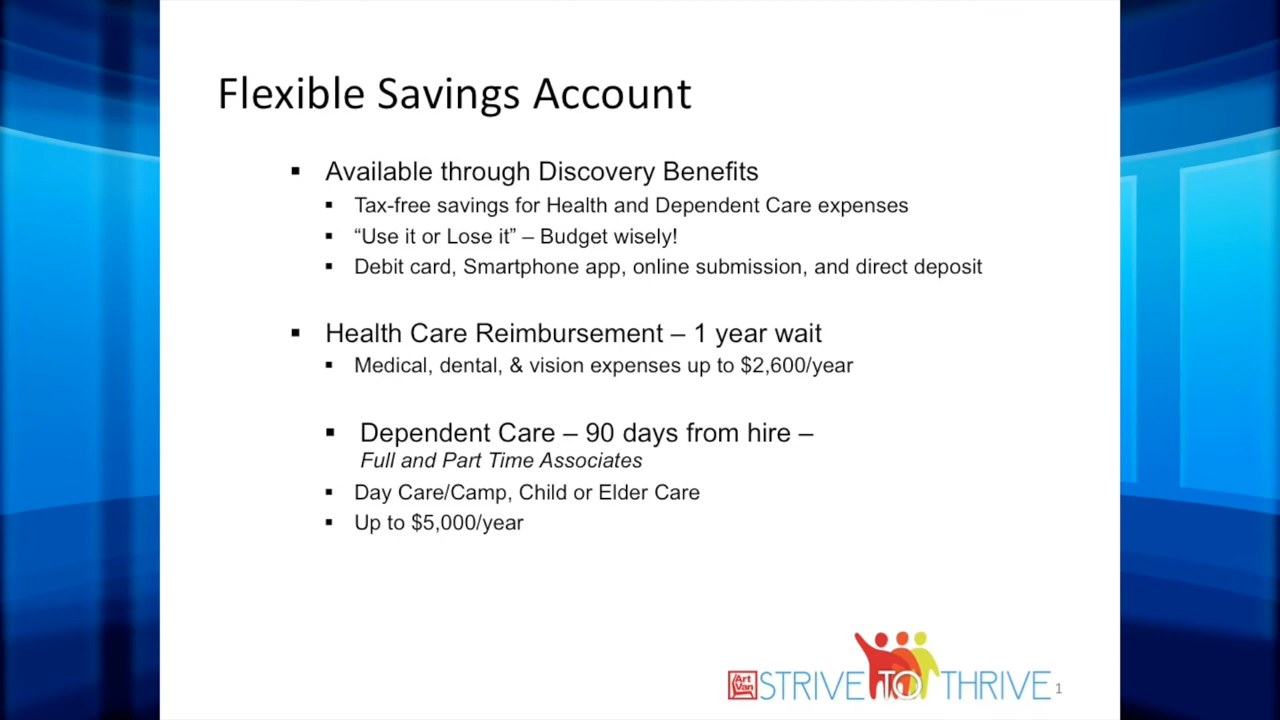 Flexible Savings Account
▪ Available through Discovery Benefits
▪ Tax-free savings for Health and Dependent Care expenses
▪ “Use it or Lose it” – Budget wisely!
▪ Debit card, Smartphone app, online submission, and direct deposit
▪ Health Care Reimbursement – 1 year wait
▪ Medical, dental, & vision expenses up to $2,600/year
▪ Dependent Care – 90 days from hire –
Full and Part Time Associates
▪ Day Care/Camp, Child or Elder Care
▪ Up to $5,000/year
Art
Van
STRIVE TO THRIVE
1